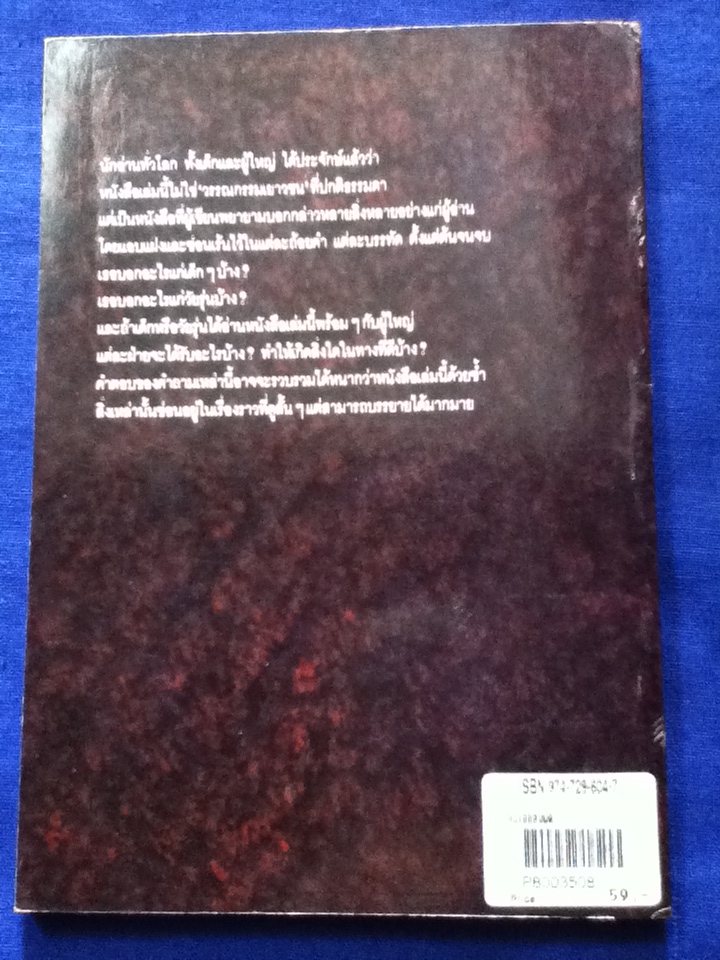 นักอ่านทั่วโลก ทั้งเด็กและผู้ใหญ่ ได้ประจักษ์แล้วว่า
หนังสือเล่มนี้ไม่ใช่ 'วรรณกรรมเยาวชน' ที่ปกติธรรมดา
แต่เป็นหนังสือที่ผู้เขียนพยายามบอกกล่าวหลายสิ่งหลายอย่างแก่ผู้อ่าน
โดยแอบแฝงและซ่อนเร้นไว้ในแต่ละถ้อยคำ แต่ละบรรทัด ตั้งแต่ต้นจนจบ
เธอบอกอะไรแก่เด็ก ๆ บ้าง ?
เธอบอกอะไรแก่วัยรุ่นบ้าง ?
และถ้าเด็กหรือวัยรุ่นได้อ่านหนังสือเล่มนี้พร้อม ๆ กับผู้ใหญ่
แต่ละฝ่ายจะได้รับอะไรบ้าง ? ทำให้เกิดสิ่งใดในทางที่ดีบ้าง ?
คำตอบของคำถามเหล่านี้อาจจะรวบรวมได้หนากว่าหนังสือเล่มนี้ด้วยซ้ำ
สิ่งเหล่านั้นซ่อนอยู่ในเรื่องราวที่ดูสั้น ๆ แต่สามารถบรรยายได้มากมาย
ISBN 974-729-604-7
PB003508
59.-